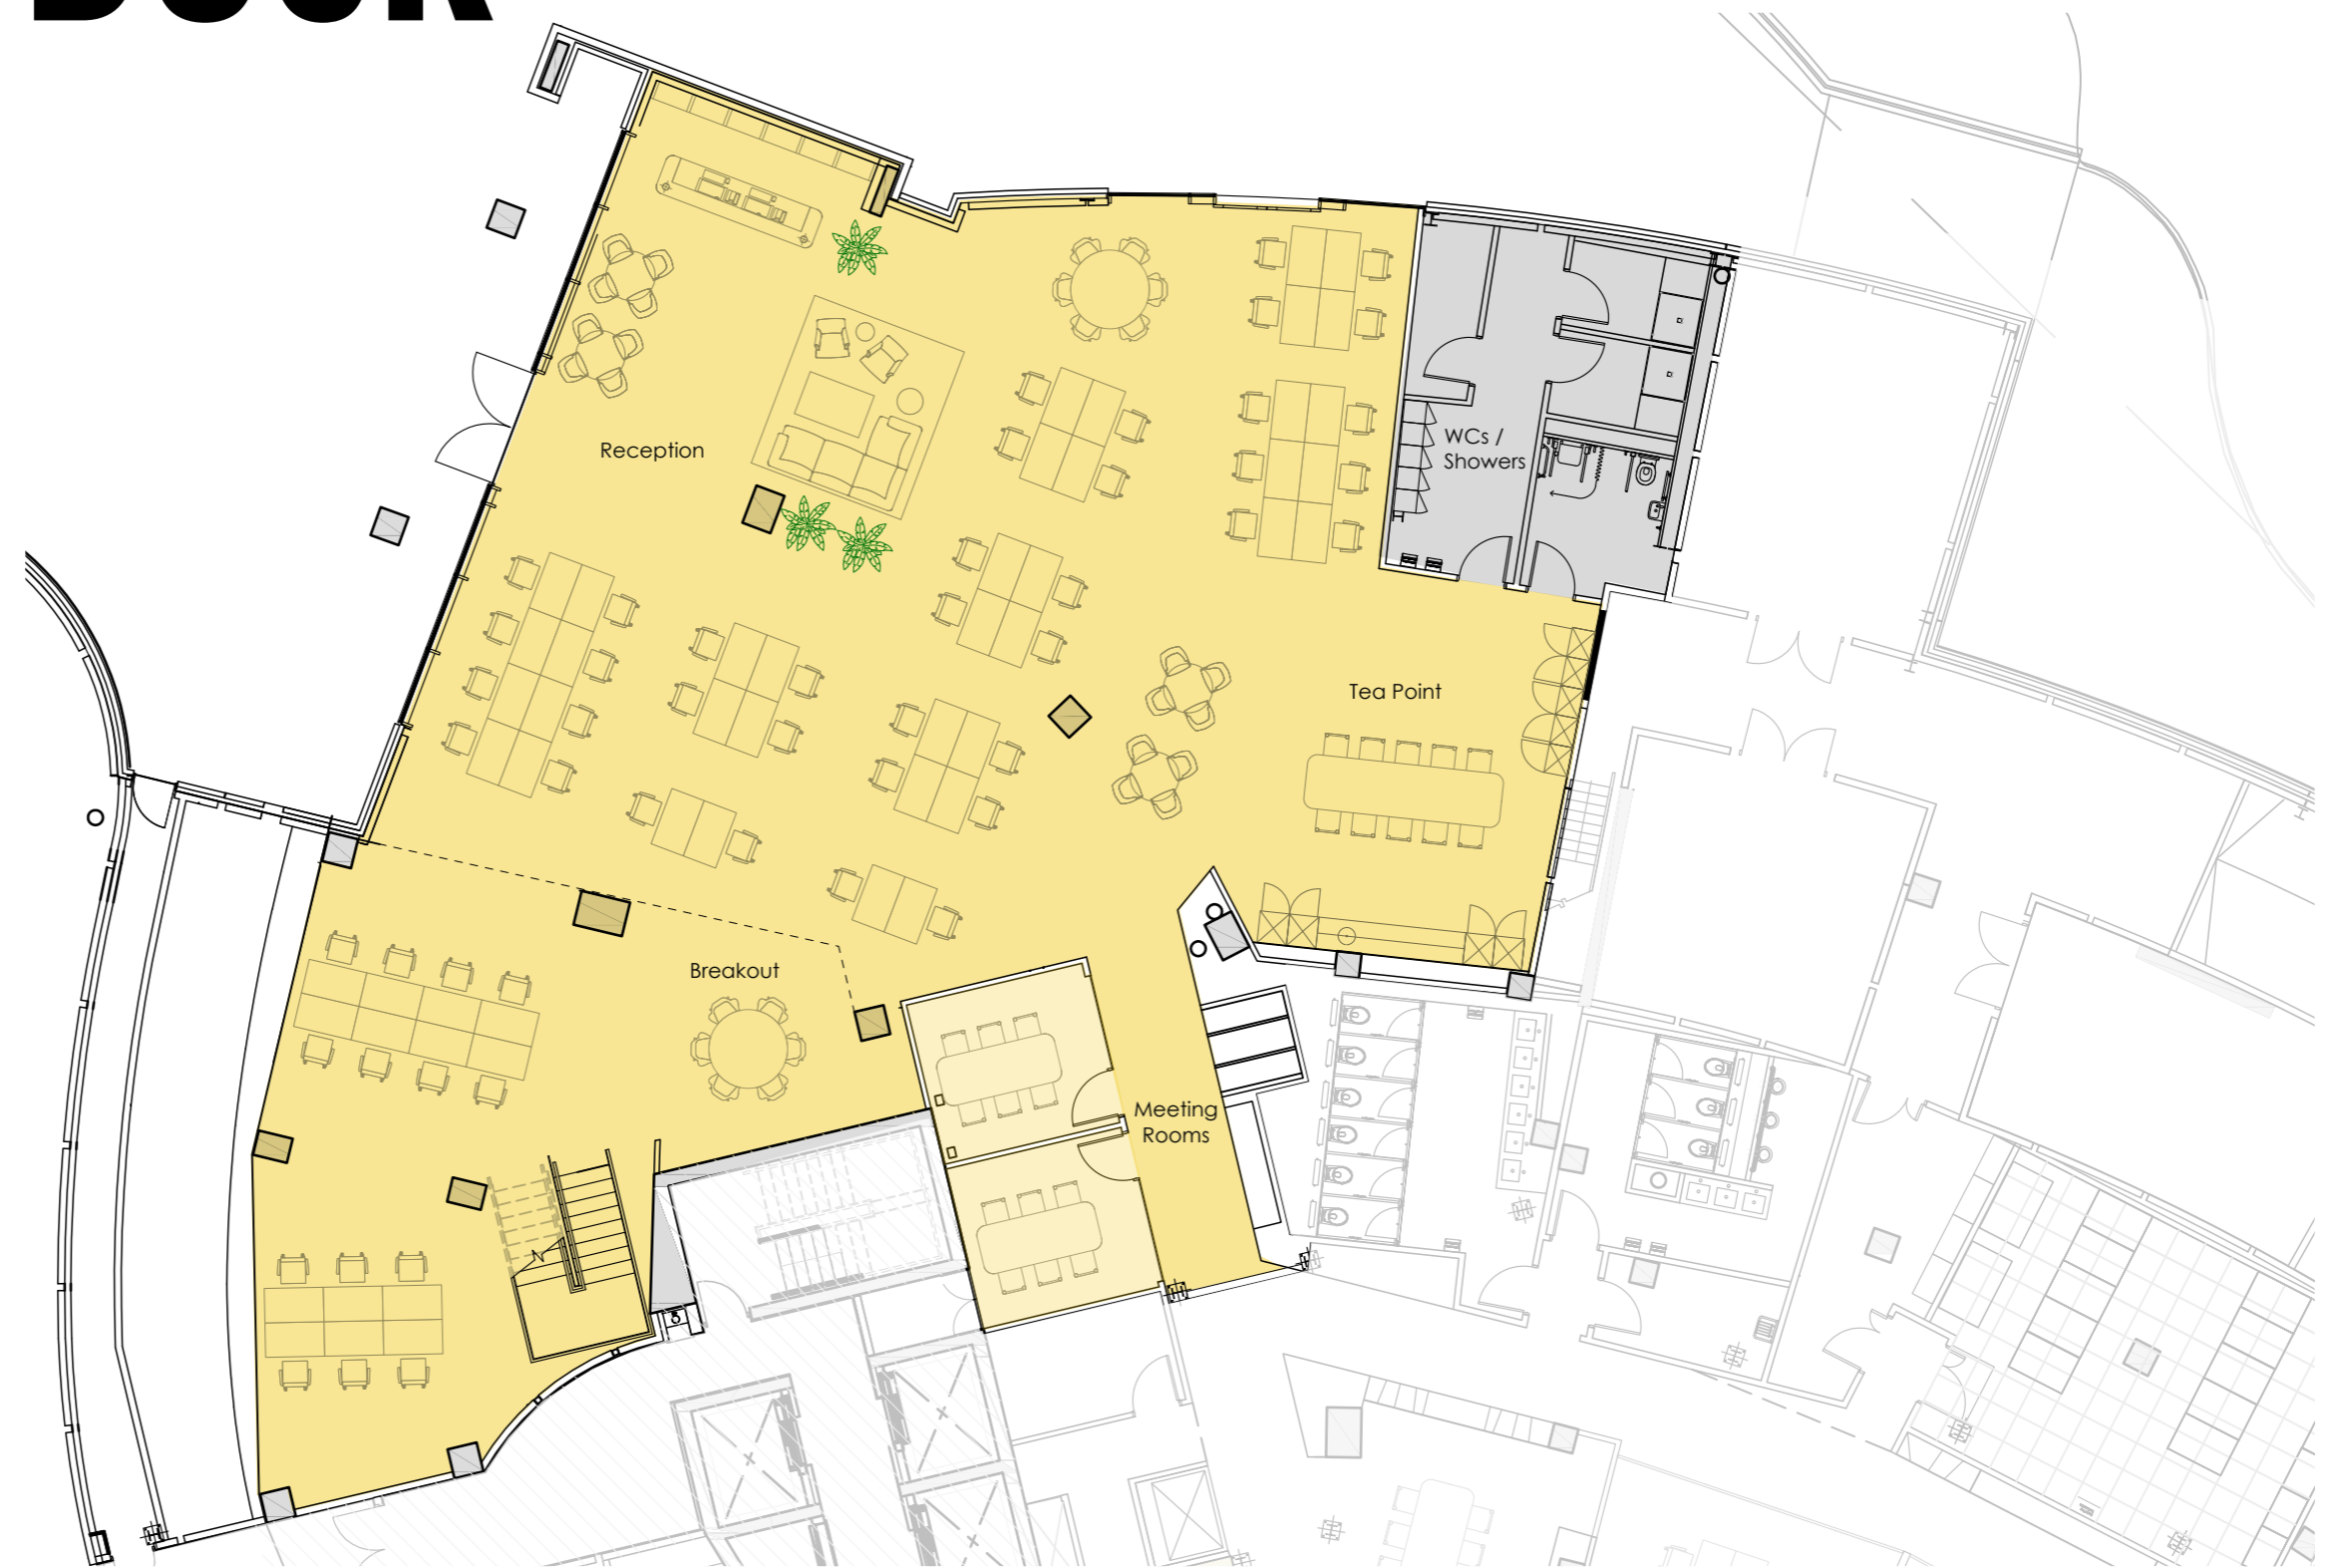 Reception
WCs /
Showers
Tea Point
Breakout
Meeting
Rooms